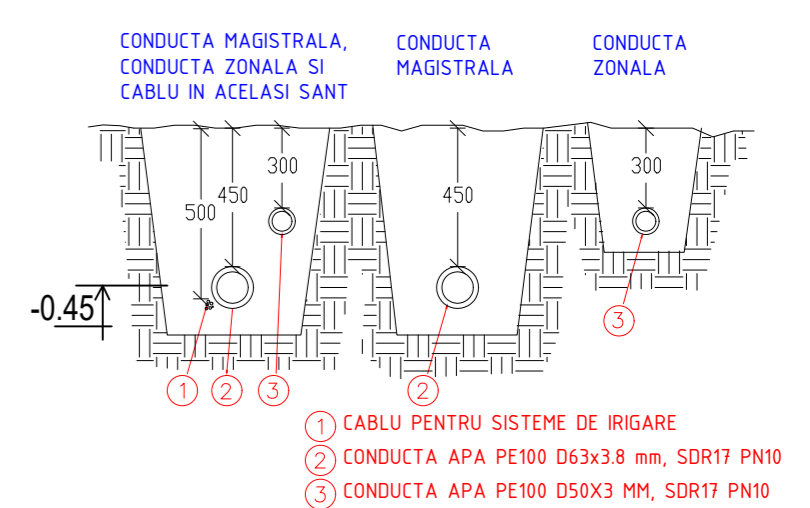 CONDUCTA MAGISTRALA,
CONDUCTA ZONALA SI
CABLU IN ACELASI SANT
CONDUCTA
MAGISTRALA
CONDUCTA
ZONALA
500
450
300
450
300
-0.45
1
2
3
2
3
1 CABLU PENTRU SISTEME DE IRIGARE
2 CONDUCTA APA PE100 D63x3.8 mm, SDR17 PN10
3 CONDUCTA APA PE100 D50X3 MM, SDR17 PN10